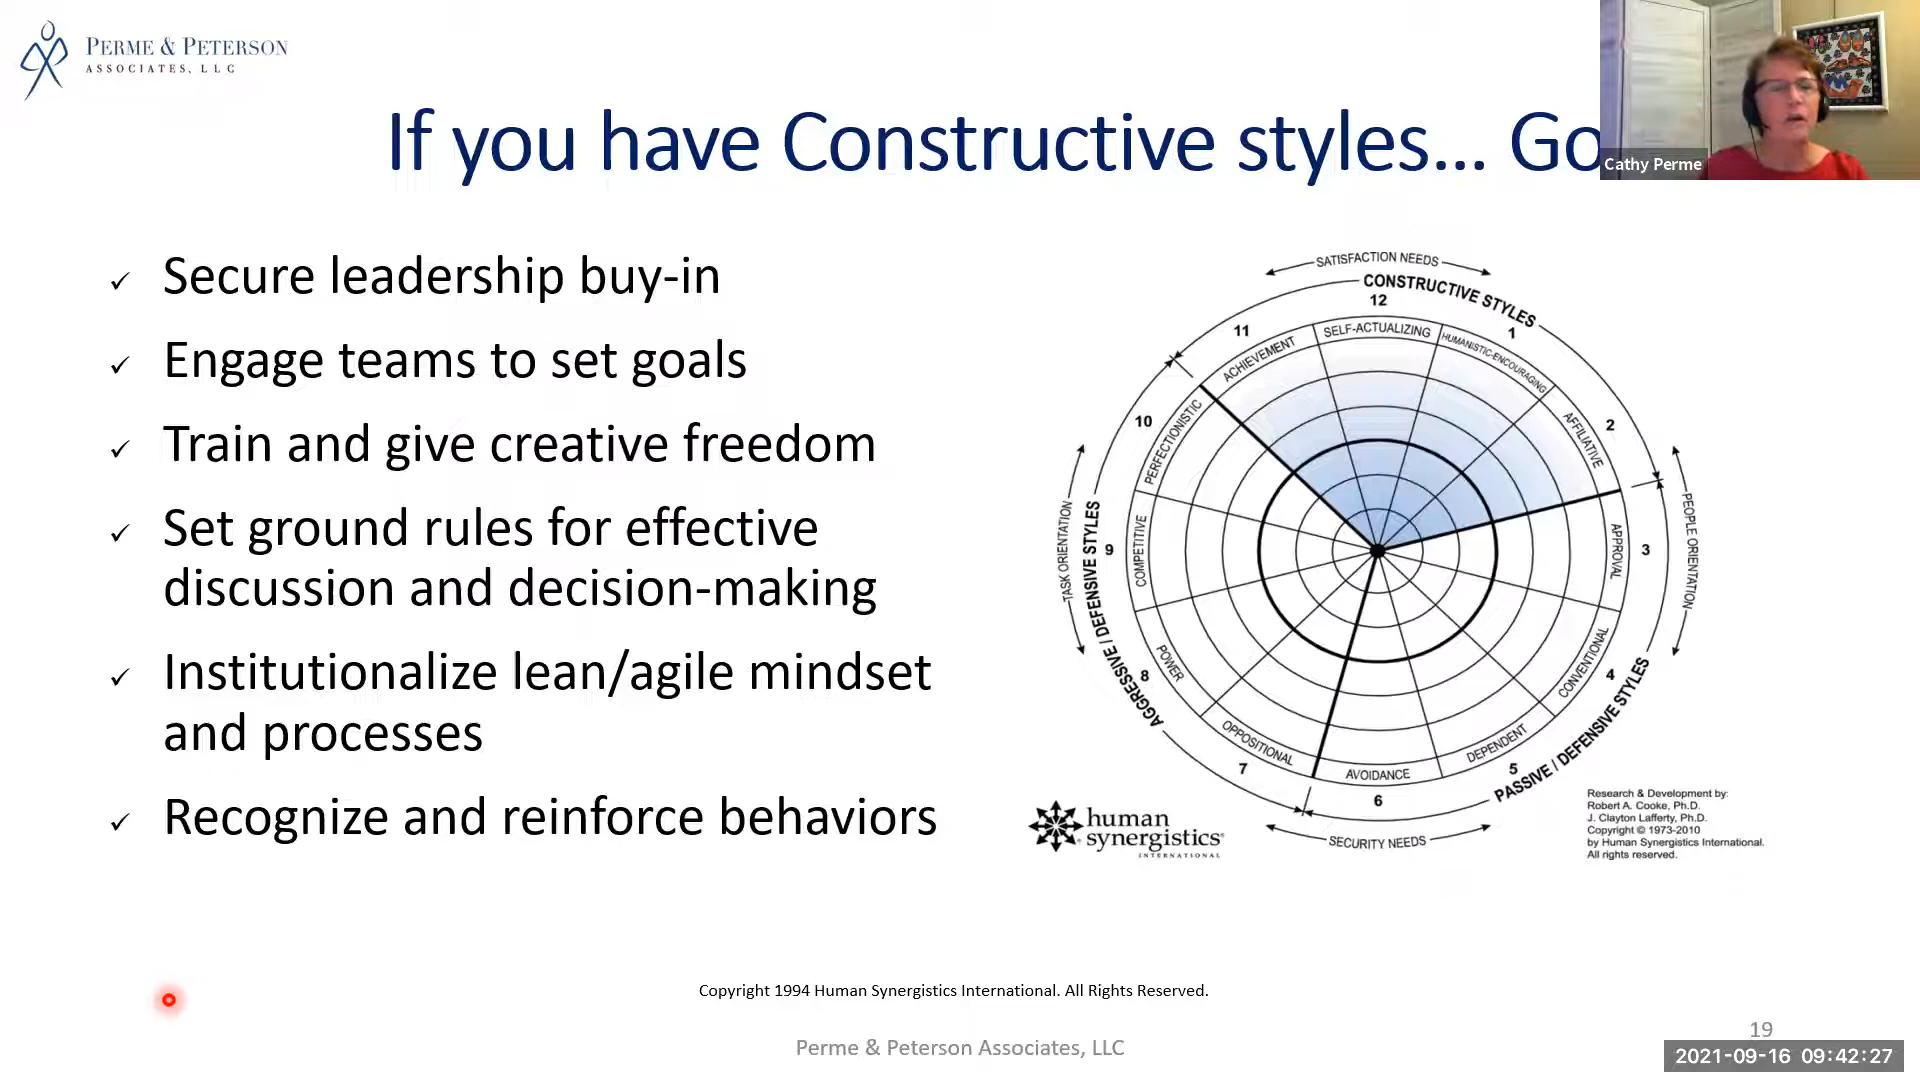 PERME & PETERSON
ASSOCIATES, LLC
If you have Constructive styles... Go
Cathy Perme
✓ Secure leadership buy-in
✓ Engage teams to set goals
✓ Train and give creative freedom
✓ Set ground rules for effective
discussion and decision-making
✓ Institutionalize lean/agile mindset
and processes
✓ Recognize and reinforce behaviors
SATISFACTION NEEDS
CONSTRUCTIVE STYLES
12
SELF-ACTUALIZING
1
HUMANISTIC-ENCOURAGING
2
AFFILIATIVE
PEOPLE ORIENTATION
3
APPROVAL
4
CONVENTIONAL
PASSIVE / DEFENSIVE STYLES
5
DEPENDENT
6
AVOIDANCE
SECURITY NEEDS
7
OPPOSITIONAL
8
POWER
AGGRESSIVE / DEFENSIVE STYLES
9
COMPETITIVE
TASK ORIENTATION
10
PERFECTIONISTIC
11
ACHIEVEMENT
human
synergistics®
INTERNATIONAL
Research & Development by:
Robert A. Cooke, Ph.D.
J. Clayton Lafferty, Ph.D.
Copyright © 1973-2010
by Human Synergistics International.
All rights reserved.
Copyright 1994 Human Synergistics International. All Rights Reserved.
Perme & Peterson Associates, LLC
19
2021-09-16 09:42:27